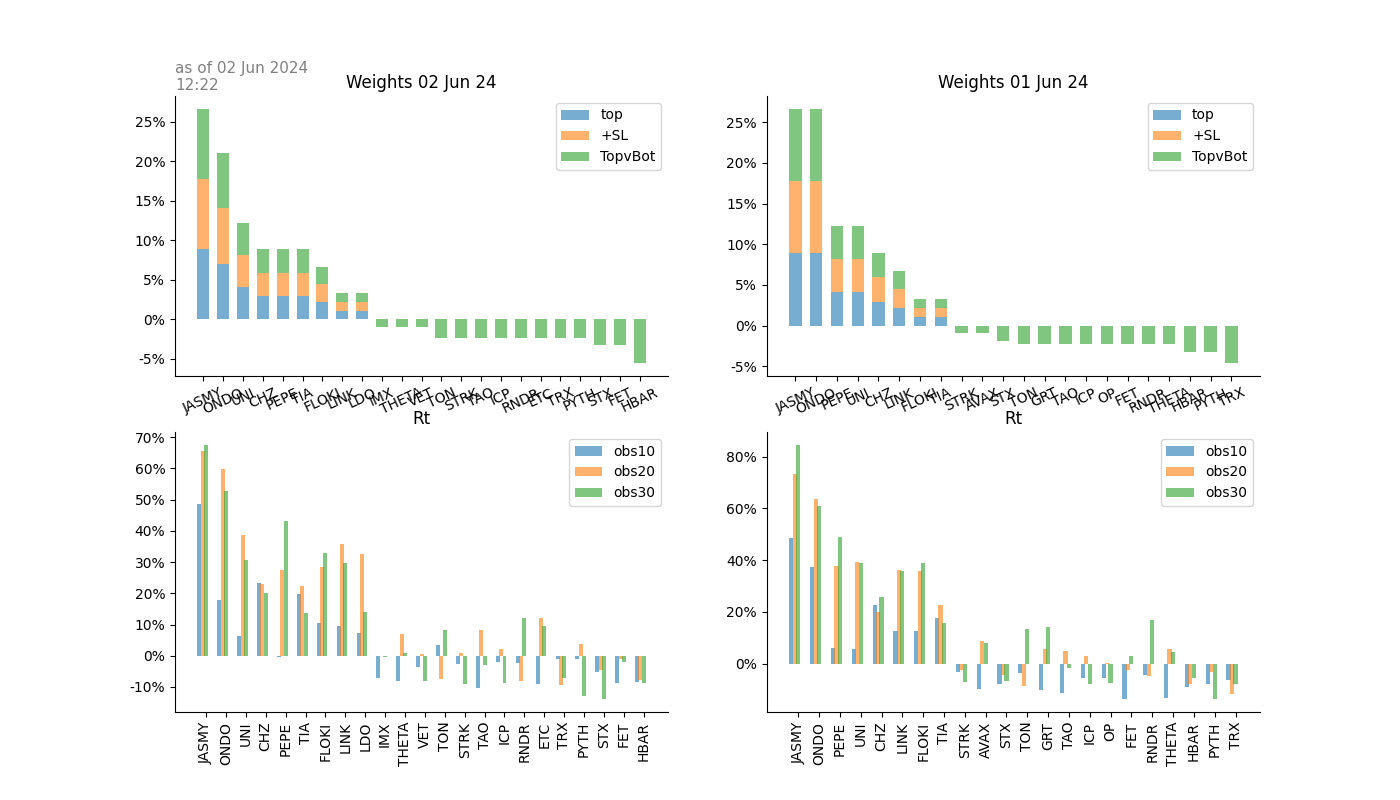 as of 02 Jun 2024
12:22
Weights 02 Jun 24
25%
20%
15%
10%
5%
0%
-5%
top
+SL
TopvBot
JASMY ONDO UNI CHZ PEPE TIA FLOKI LINK LDO IMX THETA VET TON STRK TAO ICP RNDR ETC TRX PYTH STX FET HBAR
Weights 01 Jun 24
25%
20%
15%
10%
5%
0%
-5%
top
+SL
TopvBot
JASMY ONDO PEPE UNI CHZ LINK FLOKI TIA STRK AVAX STX TON GRT TAO ICP OP FET RNDR THETA HBAR PYTH TRX
Rt
70%
60%
50%
40%
30%
20%
10%
0%
-10%
obs10
obs20
obs30
JASMY ONDO UNI CHZ PEPE TIA FLOKI LINK LDO IMX THETA VET TON STRK TAO ICP RNDR ETC TRX PYTH STX FET HBAR
Rt
80%
60%
40%
20%
0%
obs10
obs20
obs30
JASMY ONDO PEPE UNI CHZ LINK FLOKI TIA STRK AVAX STX TON GRT TAO ICP OP FET RNDR THETA HBAR PYTH TRX